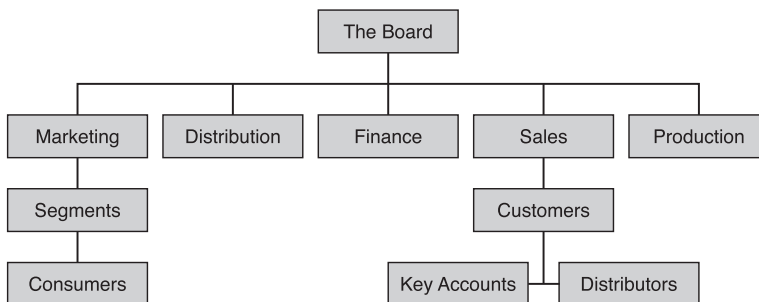 The Board
Marketing
Distribution
Finance
Sales
Production
Segments
Customers
Consumers
Key Accounts
Distributors